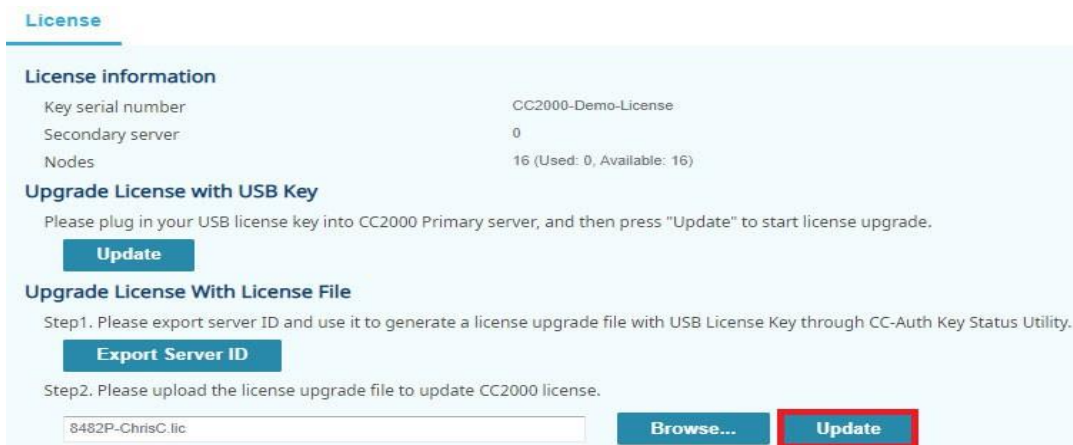 License
License information
Key serial number CC2000-Demo-License
Secondary server 0
Nodes 16 (Used: 0, Available: 16)
Upgrade License with USB Key
Please plug in your USB license key into CC2000 Primary server, and then press "Update" to start license upgrade.
Update
Upgrade License With License File
Step1. Please export server ID and use it to generate a license upgrade file with USB License Key through CC-Auth Key Status Utility.
Export Server ID
Step2. Please upload the license upgrade file to update CC2000 license.
8482P-ChrisC.lic Browse... Update